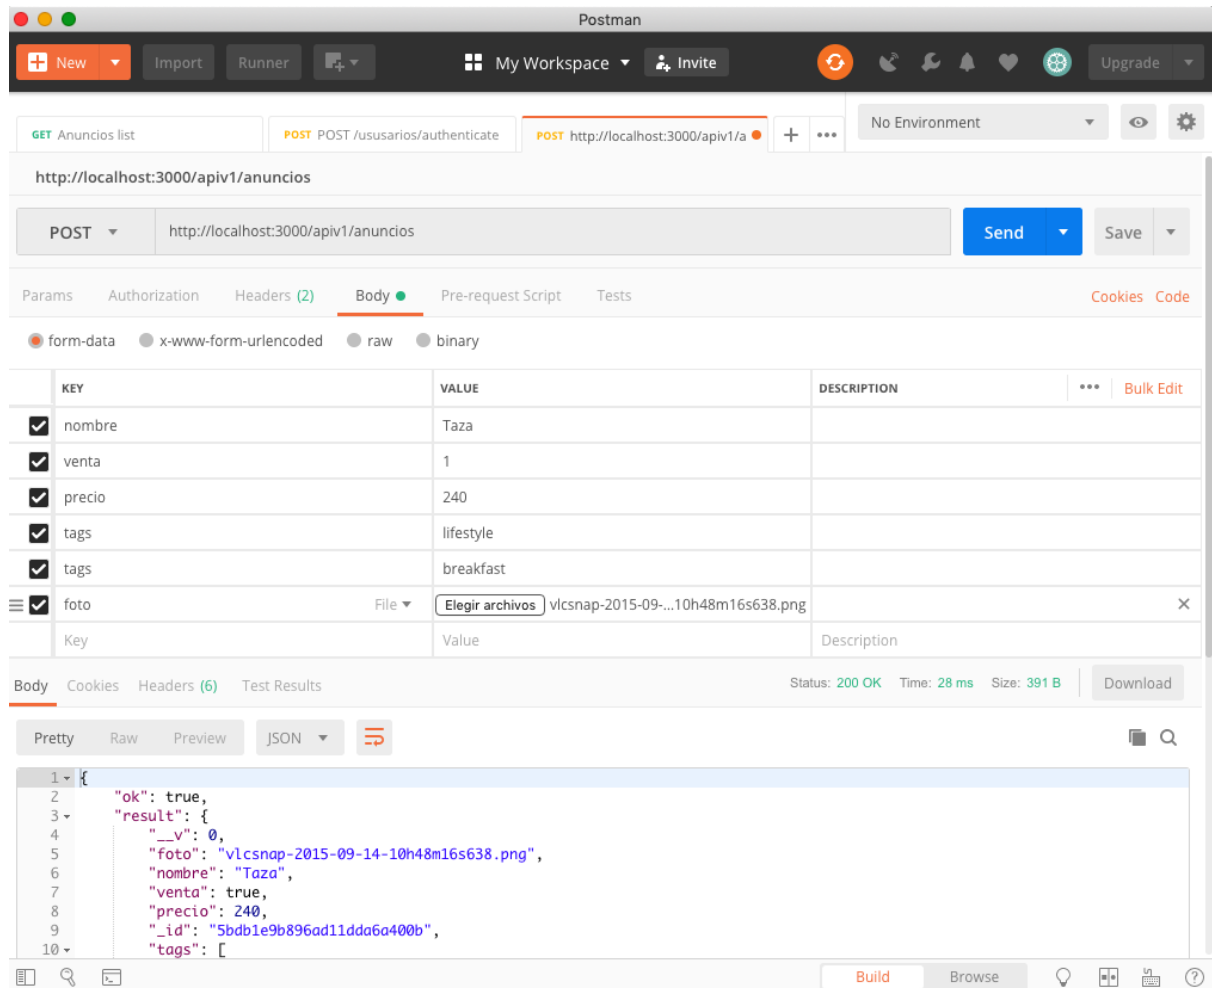 Postman
New Import Runner My Workspace Invite Upgrade
GET Anuncios list POST POST /ususarios/authenticate POST http://localhost:3000/apiv1/a No Environment
http://localhost:3000/apiv1/anuncios
POST http://localhost:3000/apiv1/anuncios Send Save
Params Authorization Headers (2) Body Pre-request Script Tests Cookies Code
form-data x-www-form-urlencoded raw binary
KEY VALUE DESCRIPTION Bulk Edit
nombre Taza
venta 1
precio 240
tags lifestyle
tags breakfast
foto File Elegir archivos vlcsnap-2015-09-...10h48m16s638.png
Key Value Description
Body Cookies Headers (6) Test Results Status: 200 OK Time: 28 ms Size: 391 B Download
Pretty Raw Preview JSON
1 {
2 "ok": true,
3 "result": {
4 "__v": 0,
5 "foto": "vlcsnap-2015-09-14-10h48m16s638.png",
6 "nombre": "Taza",
7 "venta": true,
8 "precio": 240,
9 "_id": "5bdb1e9b896ad11dda6a400b",
10 "tags": [
Build Browse